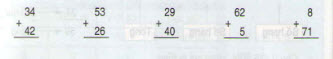 34 53 29 62 8
+ + + + +
42 26 40 5 71